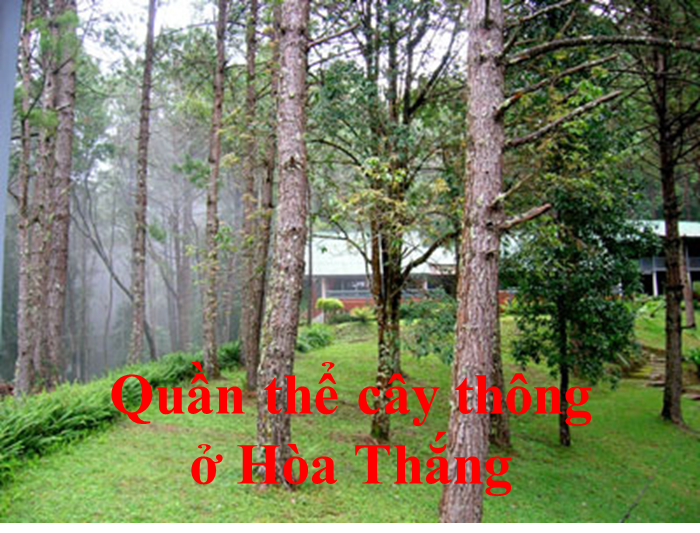 Quần thể cây thông
ở Hòa Thắng